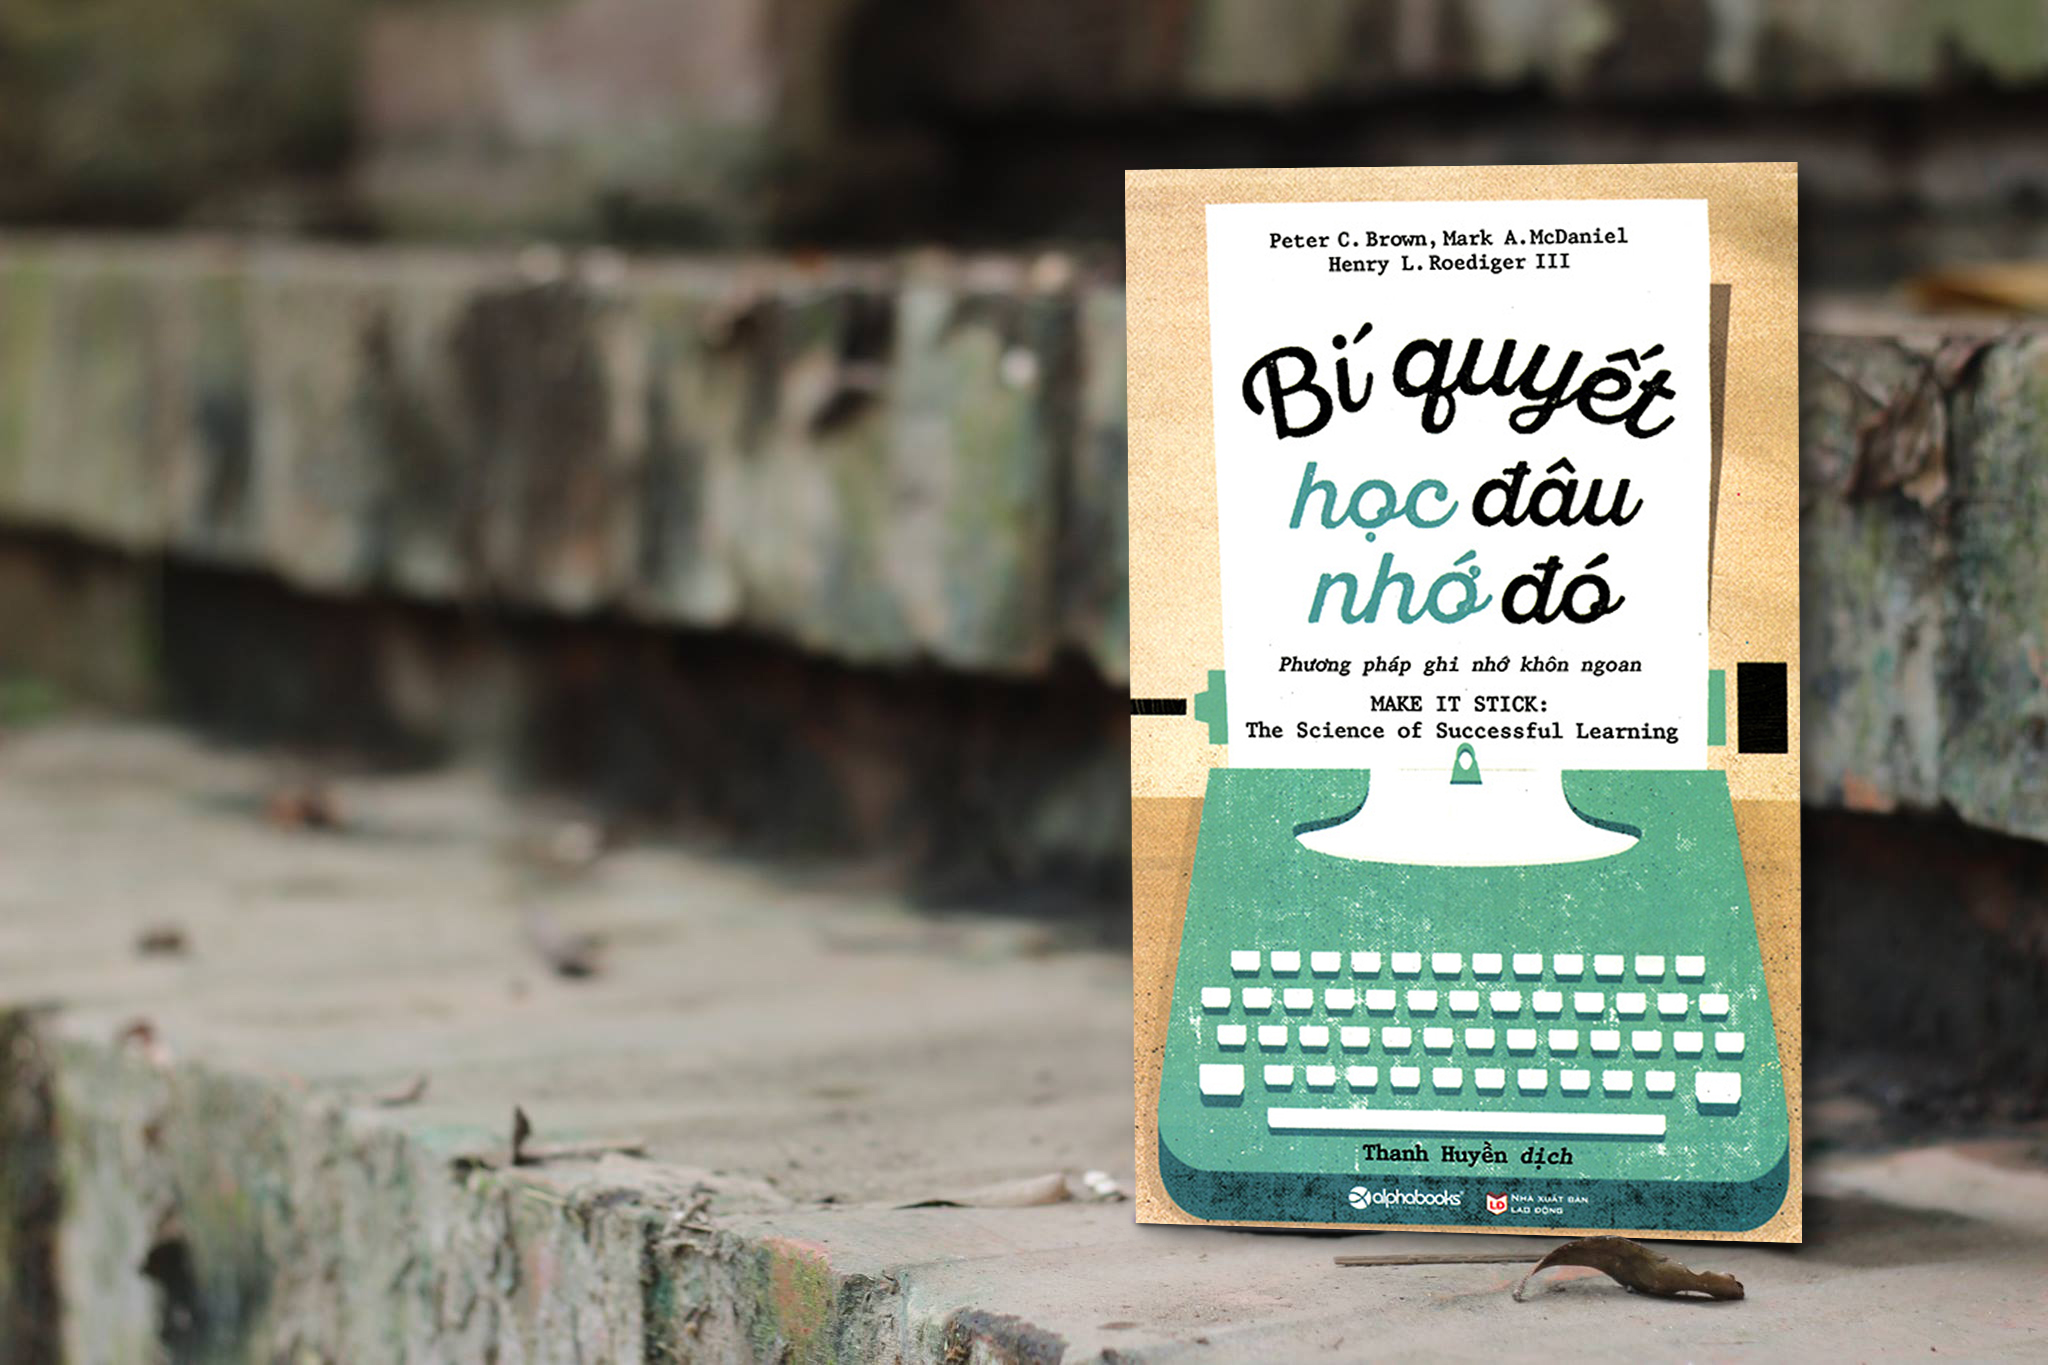 Peter C. Brown, Mark A. McDaniel
Henry L. Roediger III
Bí quyết
học đâu
nhớ đó
Phương pháp ghi nhớ khôn ngoan
MAKE IT STICK:
The Science of Successful Learning
Thanh Huyền dịch
alphabooks
NHÀ XUẤT BẢN
LAO ĐỘNG